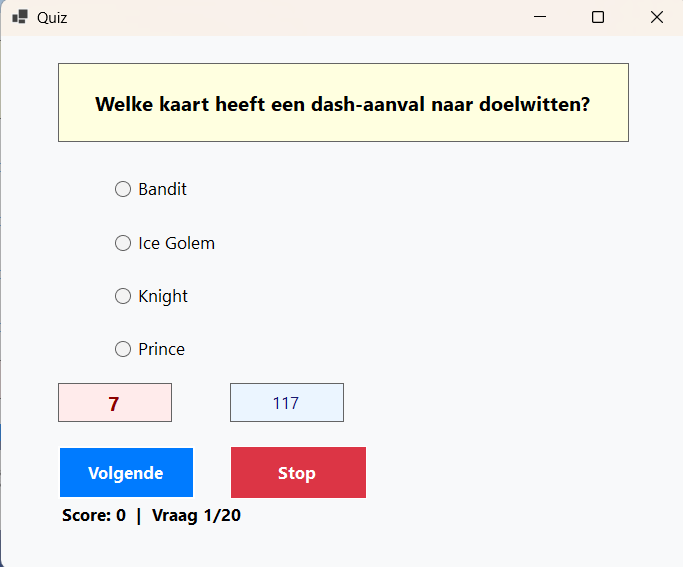 Quiz
Welke kaart heeft een dash-aanval naar doelwitten?
Bandit
Ice Golem
Knight
Prince
7 117
Volgende Stop
Score: 0 | Vraag 1/20